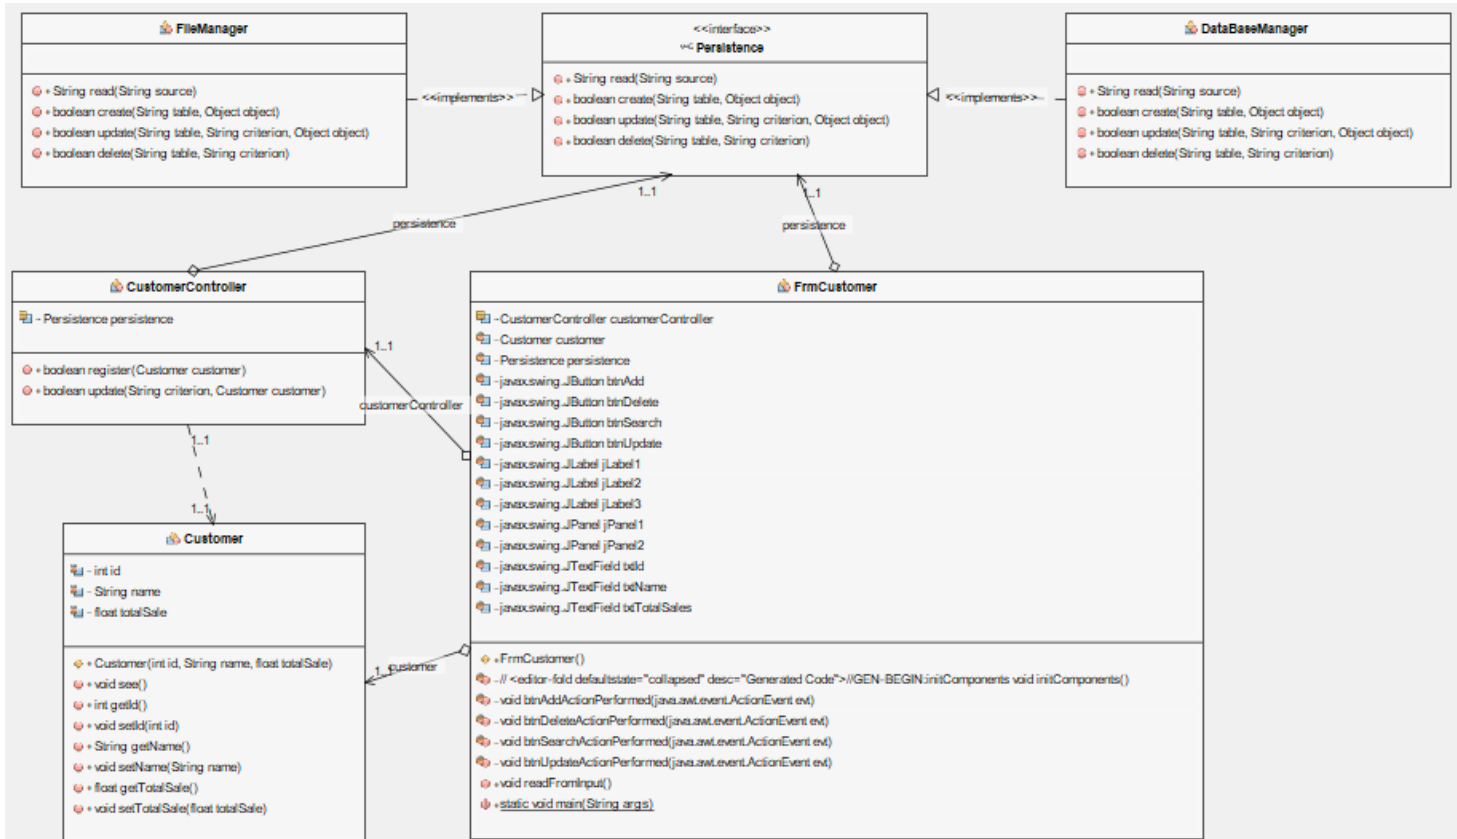 FileManager
+ String read(String source)
+ boolean create(String table, Object object)
+ boolean update(String table, String criterion, Object object)
+ boolean delete(String table, String criterion)
<<implements>>
<<interface>>
Persistence
+ String read(String source)
+ boolean create(String table, Object object)
+ boolean update(String table, String criterion, Object object)
+ boolean delete(String table, String criterion)
<<implements>>
DataBaseManager
+ String read(String source)
+ boolean create(String table, Object object)
+ boolean update(String table, String criterion, Object object)
+ boolean delete(String table, String criterion)
1..1
1..1
persistence
persistence
CustomerController
- Persistence persistence
+ boolean register(Customer customer)
+ boolean update(String criterion, Customer customer)
1..1
customerController
1..1
1..1
Customer
- int id
- String name
- float totalSale
+ Customer(int id, String name, float totalSale)
+ void see()
+ int getId()
+ void setId(int id)
+ String getName()
+ void setName(String name)
+ float getTotalSale()
+ void setTotalSale(float totalSale)
1..1
customer
FrmCustomer
-CustomerController customerController
-Customer customer
-Persistence persistence
-javax.swing.JButton btnAdd
-javax.swing.JButton btnDelete
-javax.swing.JButton btnSearch
-javax.swing.JButton btnUpdate
-javax.swing.JLabel jLabel1
-javax.swing.JLabel jLabel2
-javax.swing.JLabel jLabel3
-javax.swing.JPanel jPanel1
-javax.swing.JPanel jPanel2
-javax.swing.JTextField txtId
-javax.swing.JTextField txtName
-javax.swing.JTextField txtTotalSales
+FrmCustomer()
-// <editor-fold defaultstate="collapsed" desc="Generated Code">//GEN-BEGIN:initComponents void initComponents()
-void btnAddActionPerformed(java.awt.event.ActionEvent evt)
-void btnDeleteActionPerformed(java.awt.event.ActionEvent evt)
-void btnSearchActionPerformed(java.awt.event.ActionEvent evt)
-void btnUpdateActionPerformed(java.awt.event.ActionEvent evt)
+void readFromInput()
+static void main(String args)